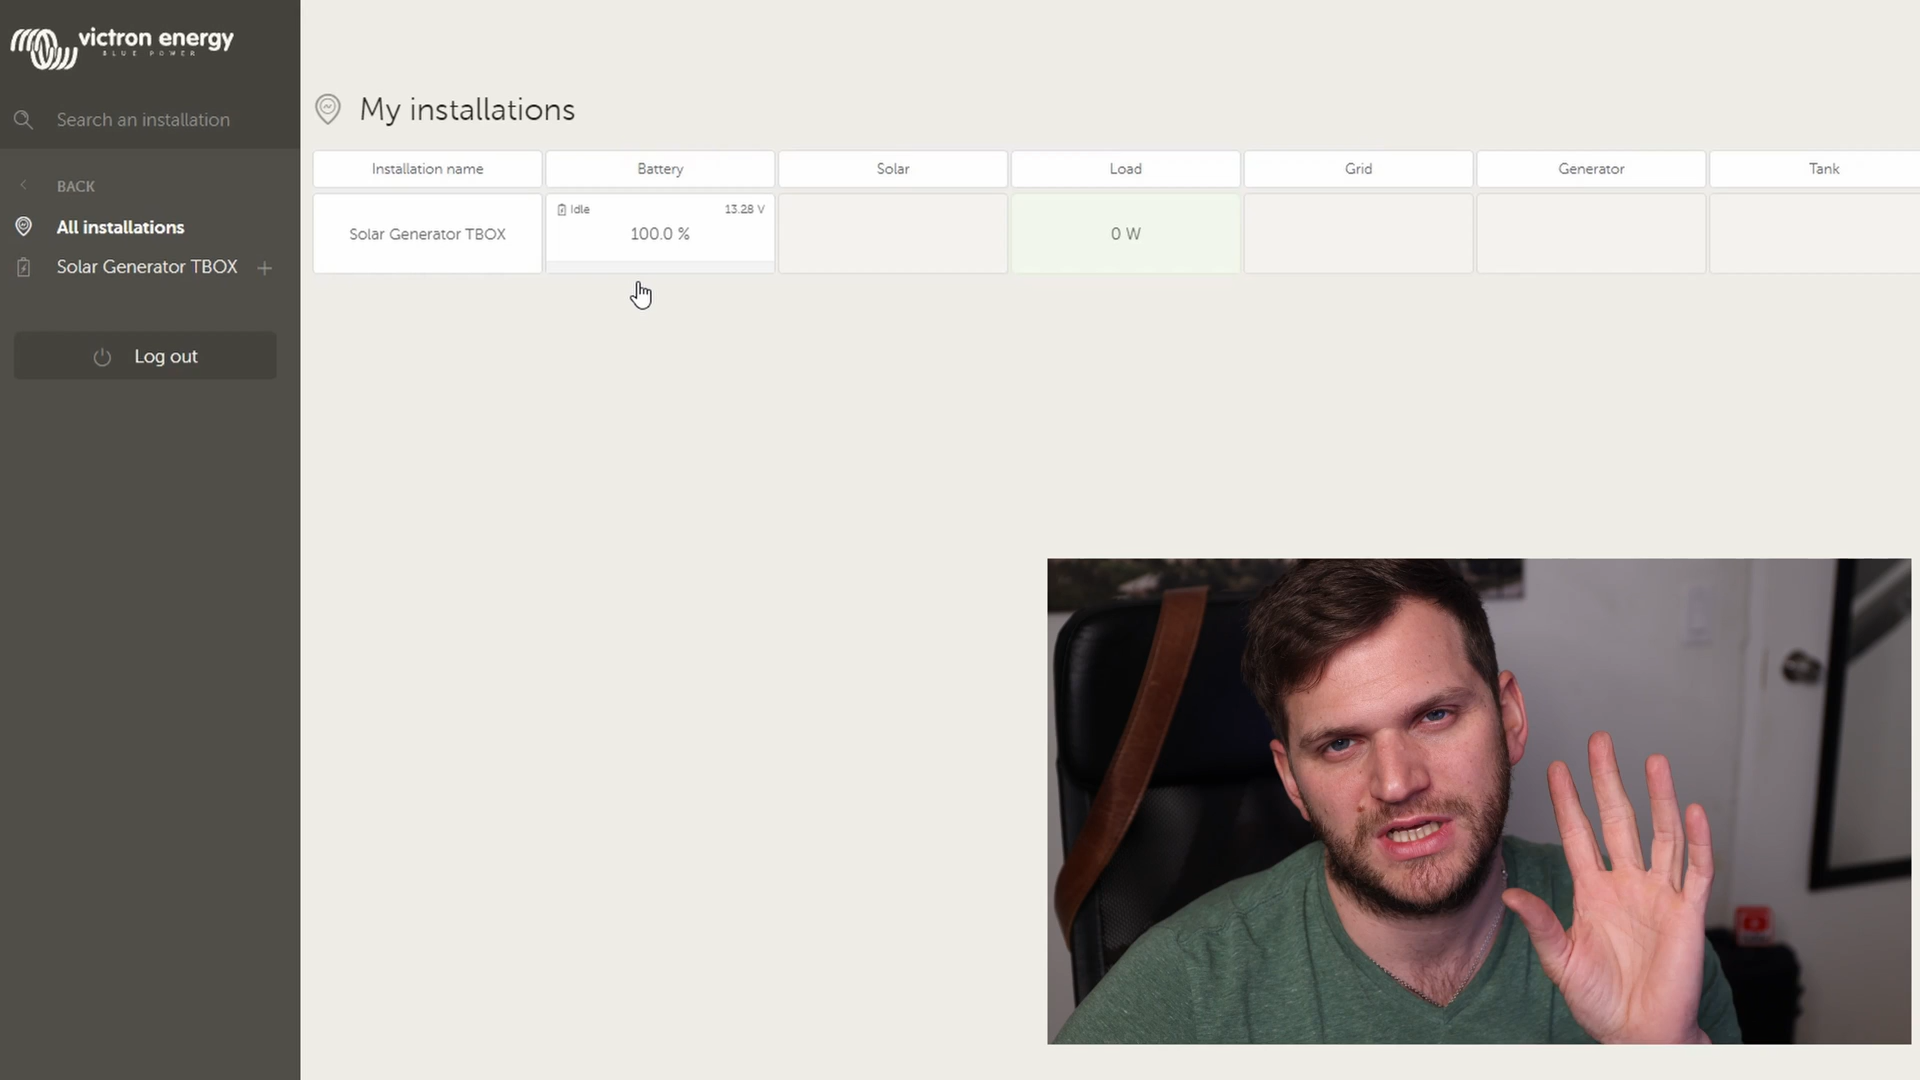 victron energy
BLUE POWER
Search an installation
BACK
All installations
Solar Generator TBOX
Log out
My installations
Installation name
Battery
Solar
Load
Grid
Generator
Tank
Solar Generator TBOX
Idle
13.28 V
100.0 %
0 W